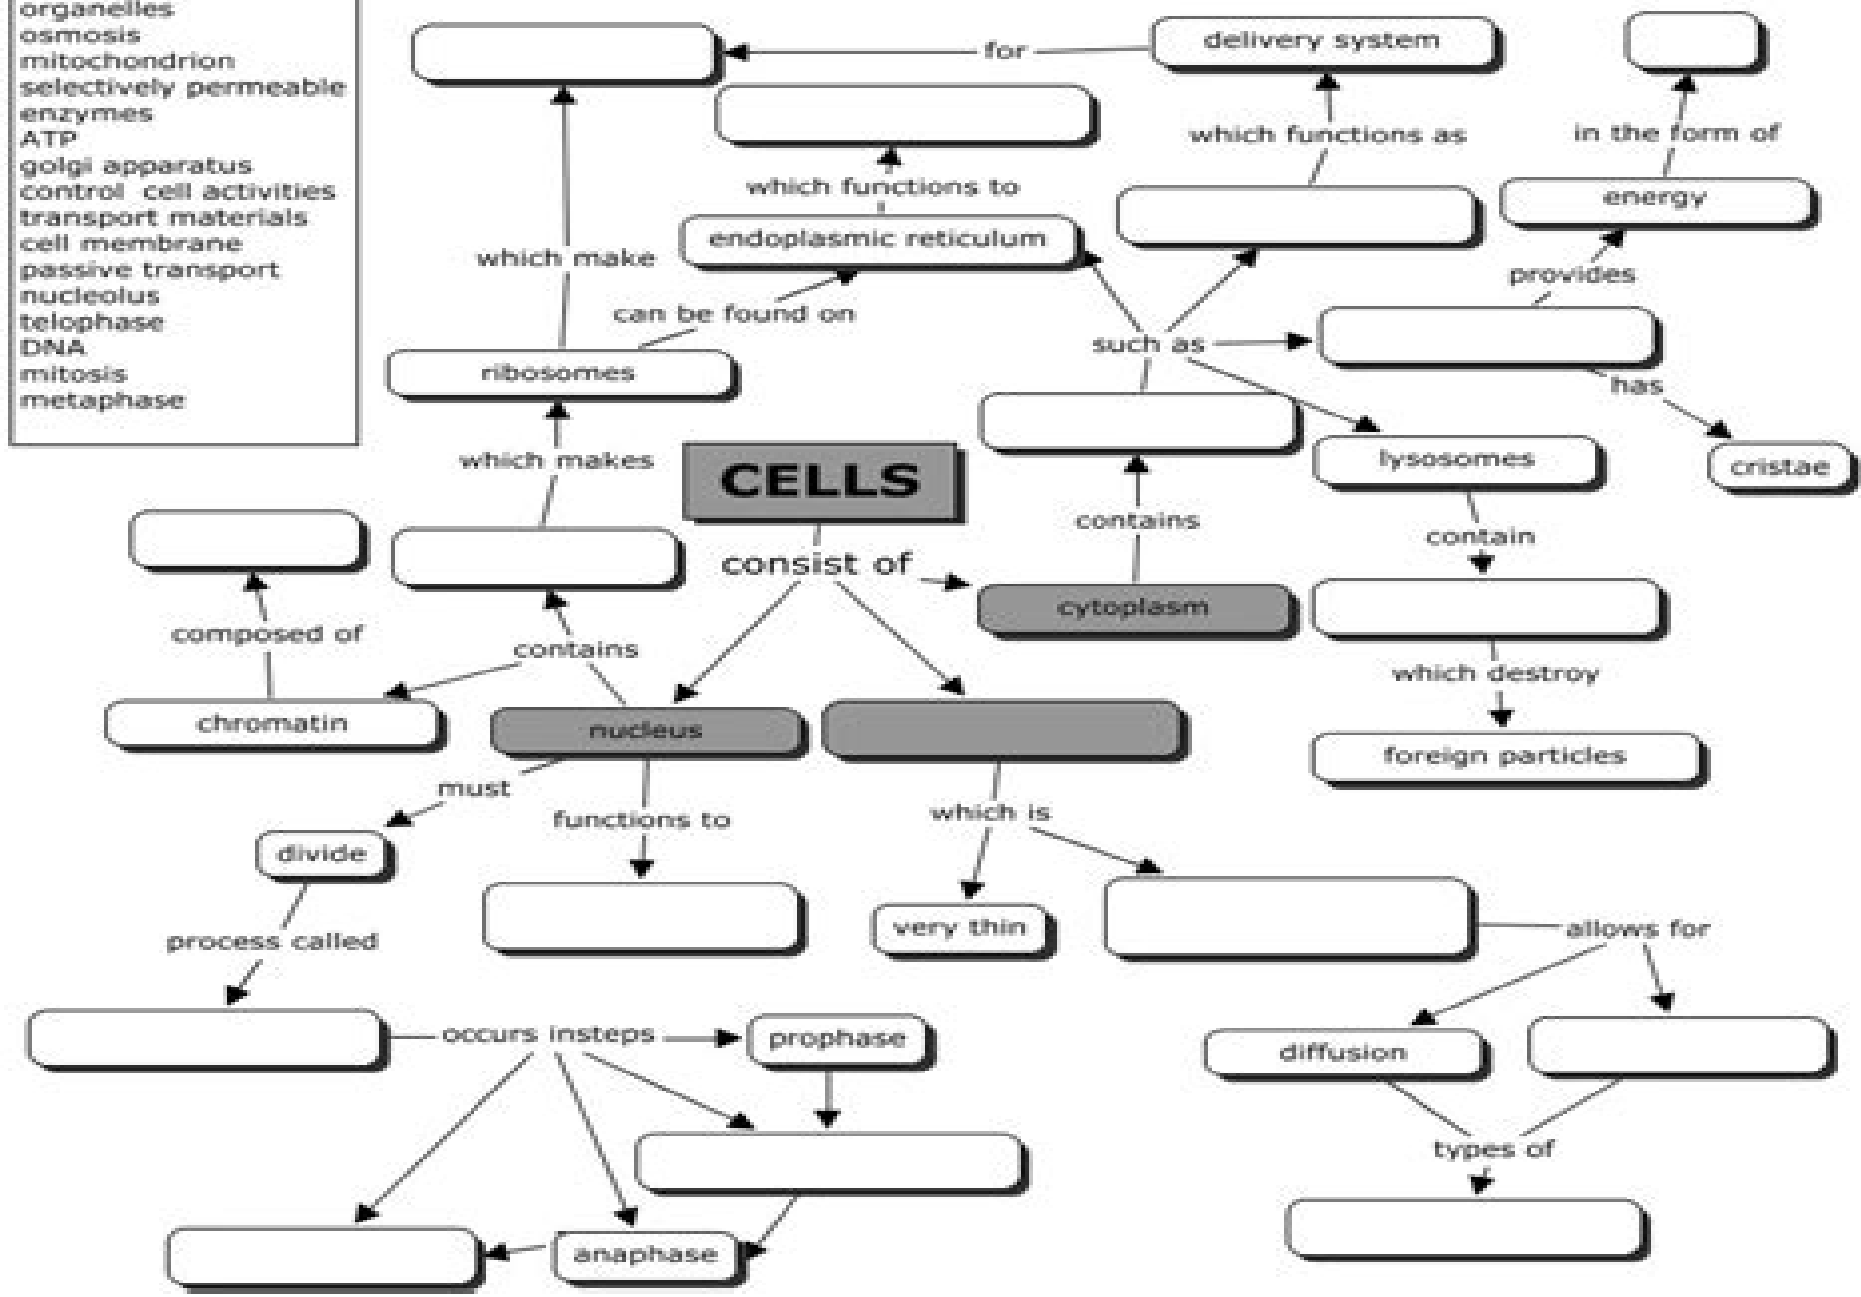 organelles
osmosis
mitochondrion
selectively permeable
enzymes
ATP
golgi apparatus
control cell activities
transport materials
cell membrane
passive transport
nucleolus
telophase
DNA
mitosis
metaphase
for
delivery system
which functions as
in the form of
which functions to
energy
endoplasmic reticulum
which make
provides
can be found on
such as
ribosomes
has
which makes
lysosomes
cristae
CELLS
contains
contain
consist of
cytoplasm
composed of
contains
which destroy
chromatin
nucleus
foreign particles
must
functions to
which is
divide
very thin
allows for
process called
occurs insteps
prophase
diffusion
types of
anaphase